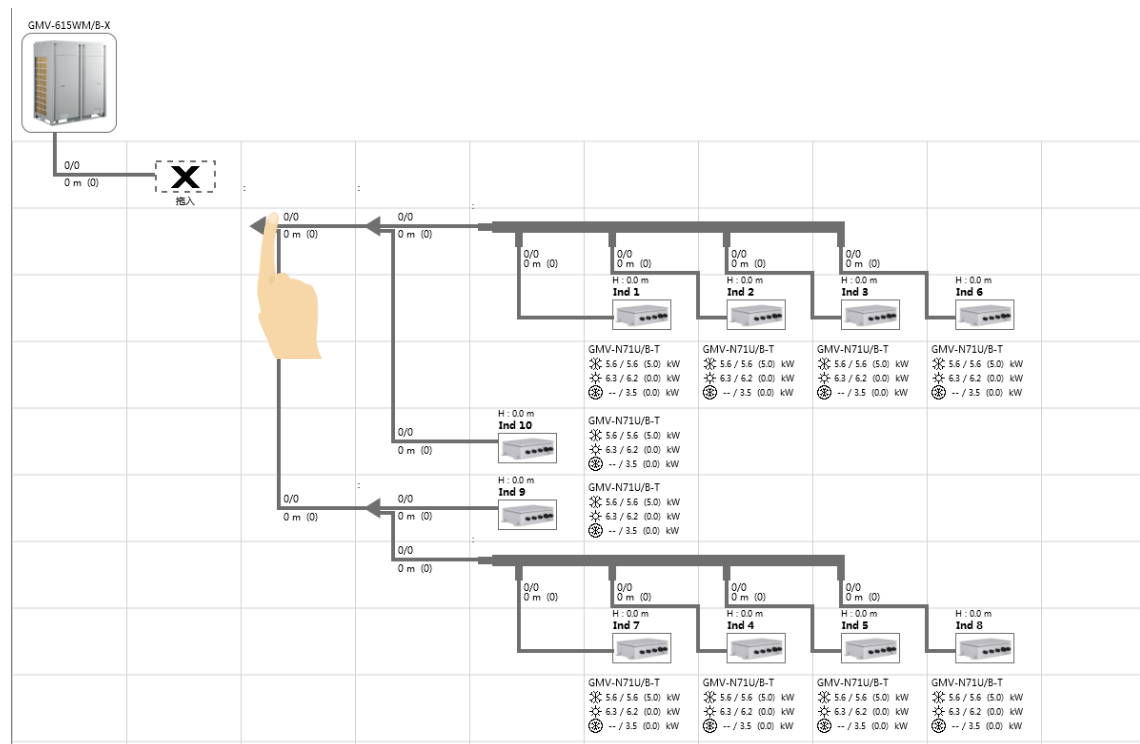 GMV-615WM/B-X
0/0
0 m (0)
拖入
:
:
:
0/0
0 m (0)
0/0
0 m (0)
0/0
0 m (0)
0/0
0 m (0)
0/0
0 m (0)
0/0
0 m (0)
H : 0.0 m
Ind 1
H : 0.0 m
Ind 2
H : 0.0 m
Ind 3
H : 0.0 m
Ind 6
GMV-N71U/B-T
5.6 / 5.6 (5.0) kW
6.3 / 6.2 (0.0) kW
-- / 3.5 (0.0) kW
GMV-N71U/B-T
5.6 / 5.6 (5.0) kW
6.3 / 6.2 (0.0) kW
-- / 3.5 (0.0) kW
GMV-N71U/B-T
5.6 / 5.6 (5.0) kW
6.3 / 6.2 (0.0) kW
-- / 3.5 (0.0) kW
GMV-N71U/B-T
5.6 / 5.6 (5.0) kW
6.3 / 6.2 (0.0) kW
-- / 3.5 (0.0) kW
0/0
0 m (0)
H : 0.0 m
Ind 10
GMV-N71U/B-T
5.6 / 5.6 (5.0) kW
6.3 / 6.2 (0.0) kW
-- / 3.5 (0.0) kW
0/0
0 m (0)
:
0/0
0 m (0)
H : 0.0 m
Ind 9
GMV-N71U/B-T
5.6 / 5.6 (5.0) kW
6.3 / 6.2 (0.0) kW
-- / 3.5 (0.0) kW
0/0
0 m (0)
:
0/0
0 m (0)
0/0
0 m (0)
0/0
0 m (0)
0/0
0 m (0)
H : 0.0 m
Ind 7
H : 0.0 m
Ind 4
H : 0.0 m
Ind 5
H : 0.0 m
Ind 8
GMV-N71U/B-T
5.6 / 5.6 (5.0) kW
6.3 / 6.2 (0.0) kW
-- / 3.5 (0.0) kW
GMV-N71U/B-T
5.6 / 5.6 (5.0) kW
6.3 / 6.2 (0.0) kW
-- / 3.5 (0.0) kW
GMV-N71U/B-T
5.6 / 5.6 (5.0) kW
6.3 / 6.2 (0.0) kW
-- / 3.5 (0.0) kW
GMV-N71U/B-T
5.6 / 5.6 (5.0) kW
6.3 / 6.2 (0.0) kW
-- / 3.5 (0.0) kW